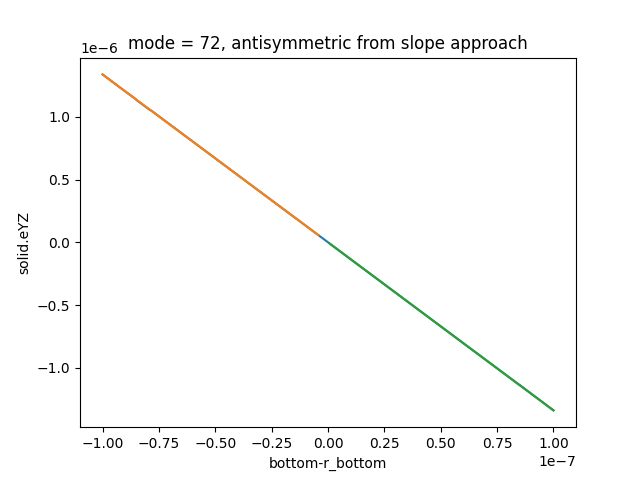 mode = 72, antisymmetric from slope approach
1e−6
1.0
0.5
0.0
−0.5
−1.0
solid.eYZ
−1.00 −0.75 −0.50 −0.25 0.00 0.25 0.50 0.75 1.00
bottom-r_bottom
1e−7